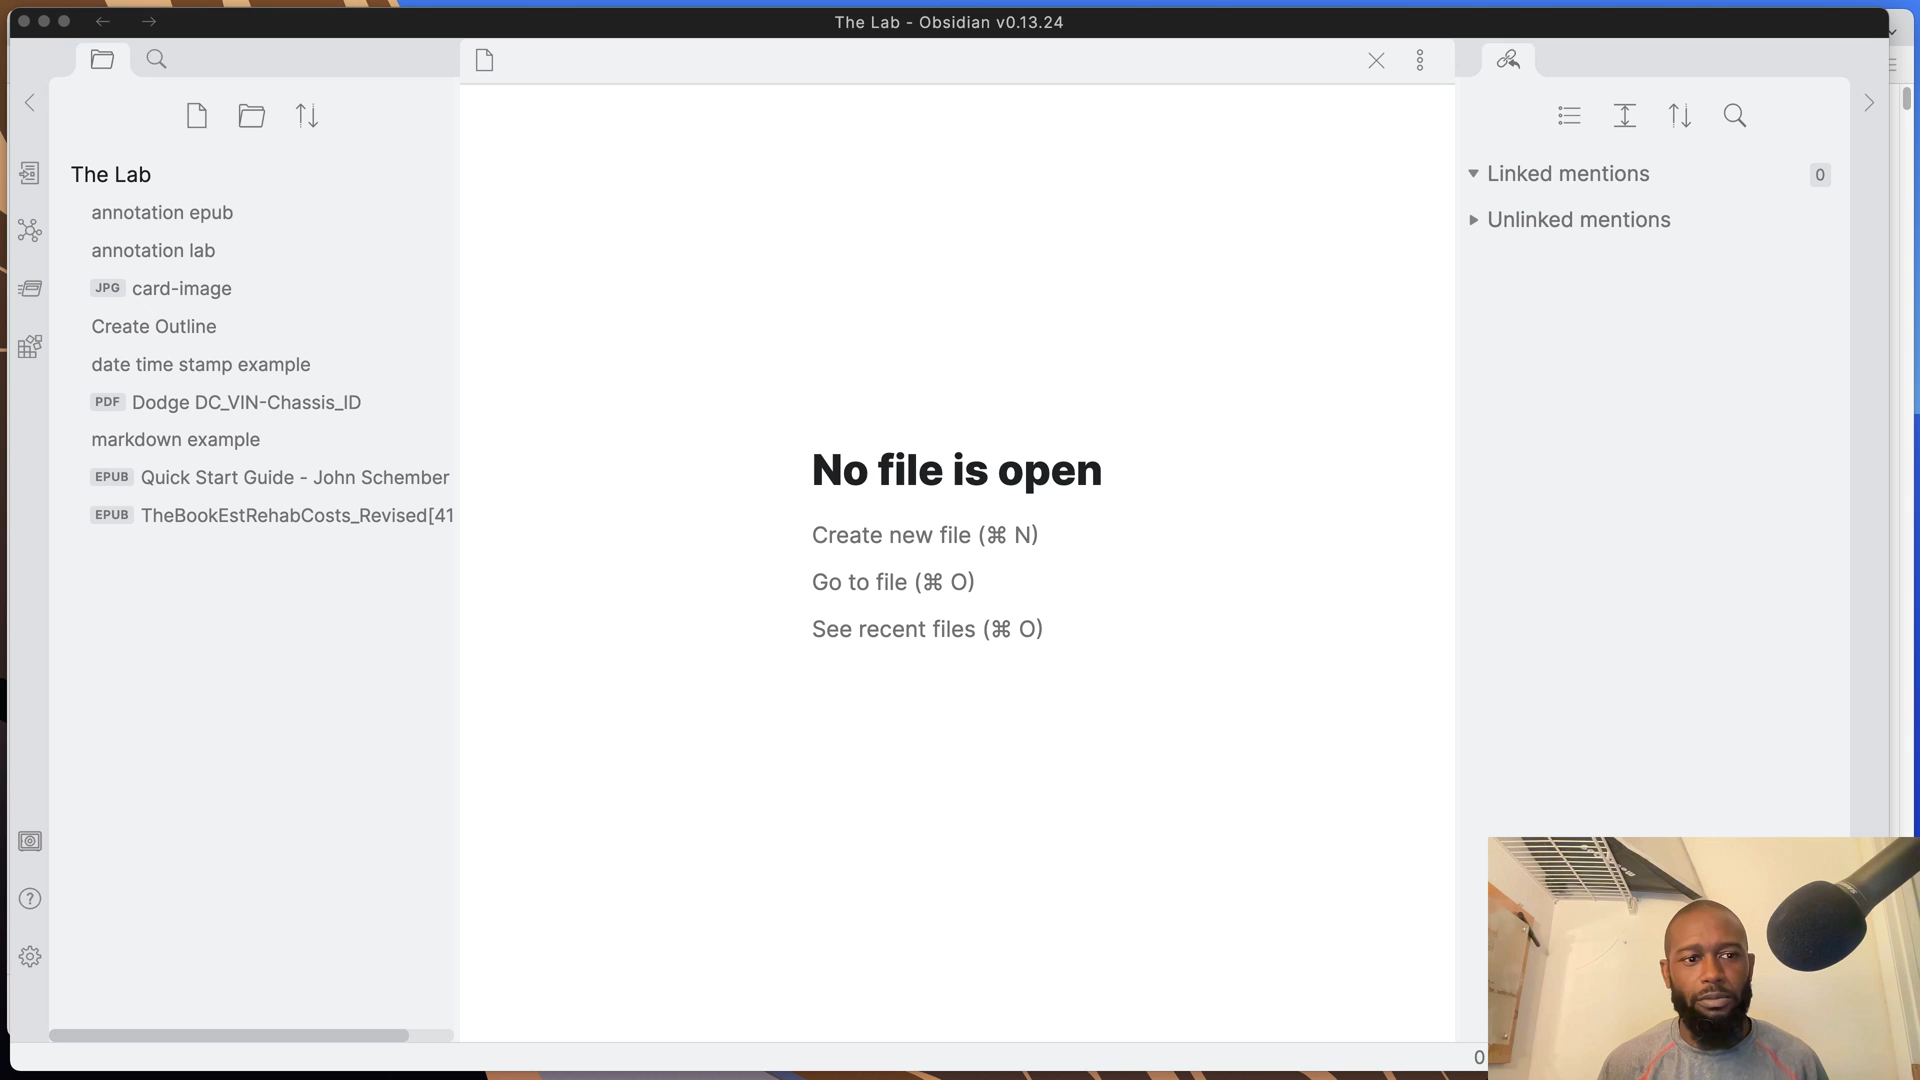 The Lab - Obsidian v0.13.24
The Lab
annotation epub
annotation lab
JPG card-image
Create Outline
date time stamp example
PDF Dodge DC_VIN-Chassis_ID
markdown example
EPUB Quick Start Guide - John Schember
EPUB TheBookEstRehabCosts_Revised[41
No file is open
Create new file (⌘ N)
Go to file (⌘ O)
See recent files (⌘ O)
Linked mentions 0
Unlinked mentions
0